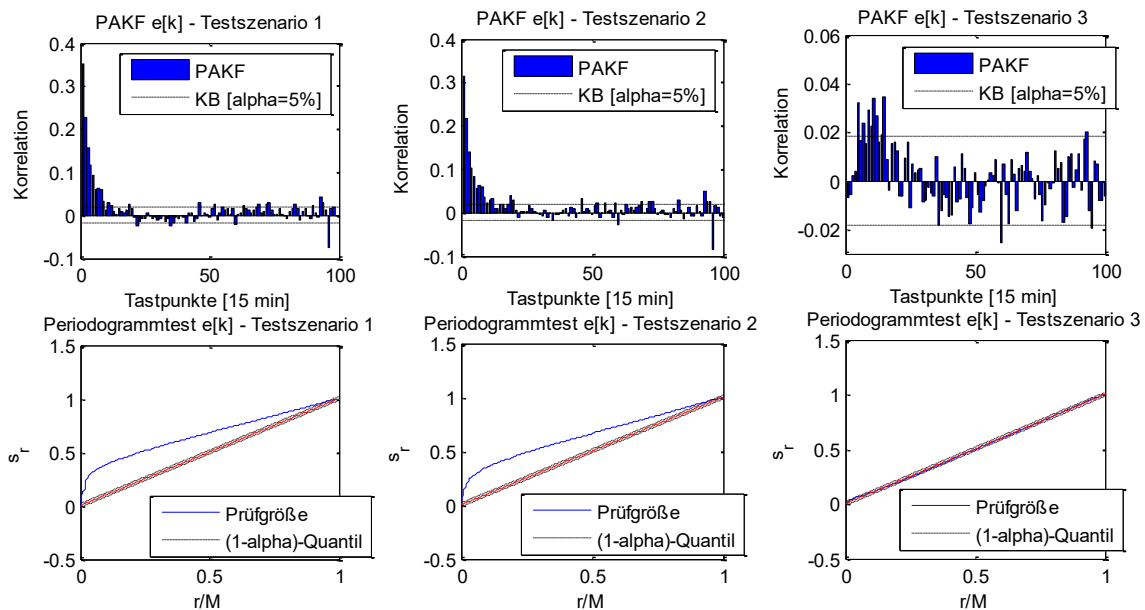 PAKF e[k] - Testszenario 1
0.4
0.3
0.2
0.1
0
-0.1
Korrelation
PAKF
KB [alpha=5%]
0
50
100
Tastpunkte [15 min]
PAKF e[k] - Testszenario 2
0.4
0.3
0.2
0.1
0
-0.1
Korrelation
PAKF
KB [alpha=5%]
0
50
100
Tastpunkte [15 min]
PAKF e[k] - Testszenario 3
0.06
0.04
0.02
0
-0.02
Korrelation
PAKF
KB [alpha=5%]
0
50
100
Tastpunkte [15 min]
Periodogrammtest e[k] - Testszenario 1
1.5
1
0.5
0
-0.5
s_r
Prüfgröße
(1-alpha)-Quantil
0
0.5
1
r/M
Periodogrammtest e[k] - Testszenario 2
1.5
1
0.5
0
-0.5
s_r
Prüfgröße
(1-alpha)-Quantil
0
0.5
1
r/M
Periodogrammtest e[k] - Testszenario 3
1.5
1
0.5
0
-0.5
s_r
Prüfgröße
(1-alpha)-Quantil
0
0.5
1
r/M